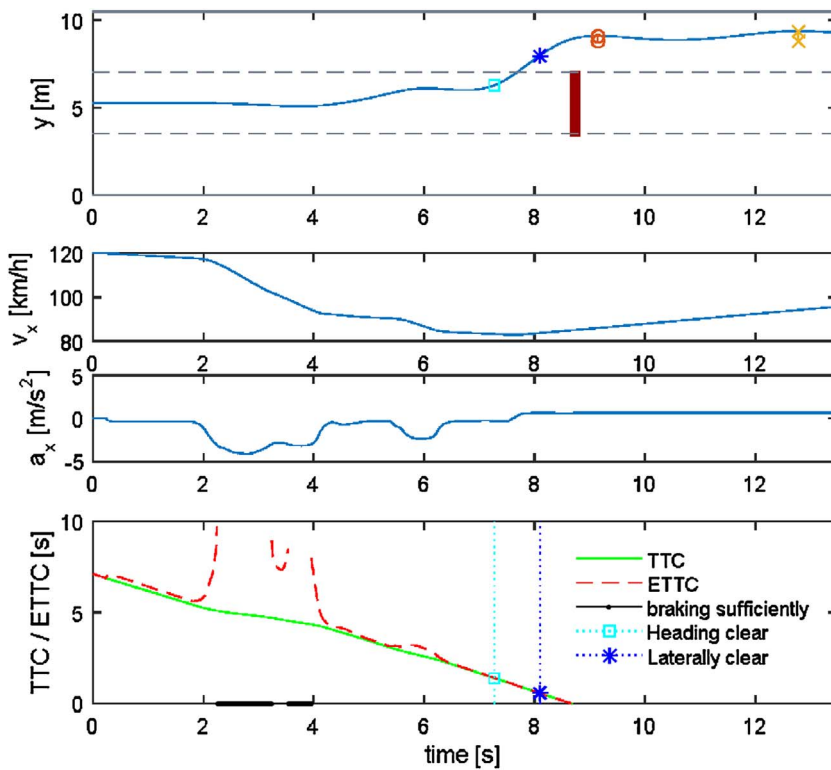 10
5
0
y [m]
0 2 4 6 8 10 12
120
100
80
v_x [km/h]
0 2 4 6 8 10 12
5
0
-5
a_x [m/s^2]
0 2 4 6 8 10 12
10
5
0
TTC / ETTC [s]
TTC
ETTC
braking sufficiently
Heading clear
Laterally clear
0 2 4 6 8 10 12
time [s]